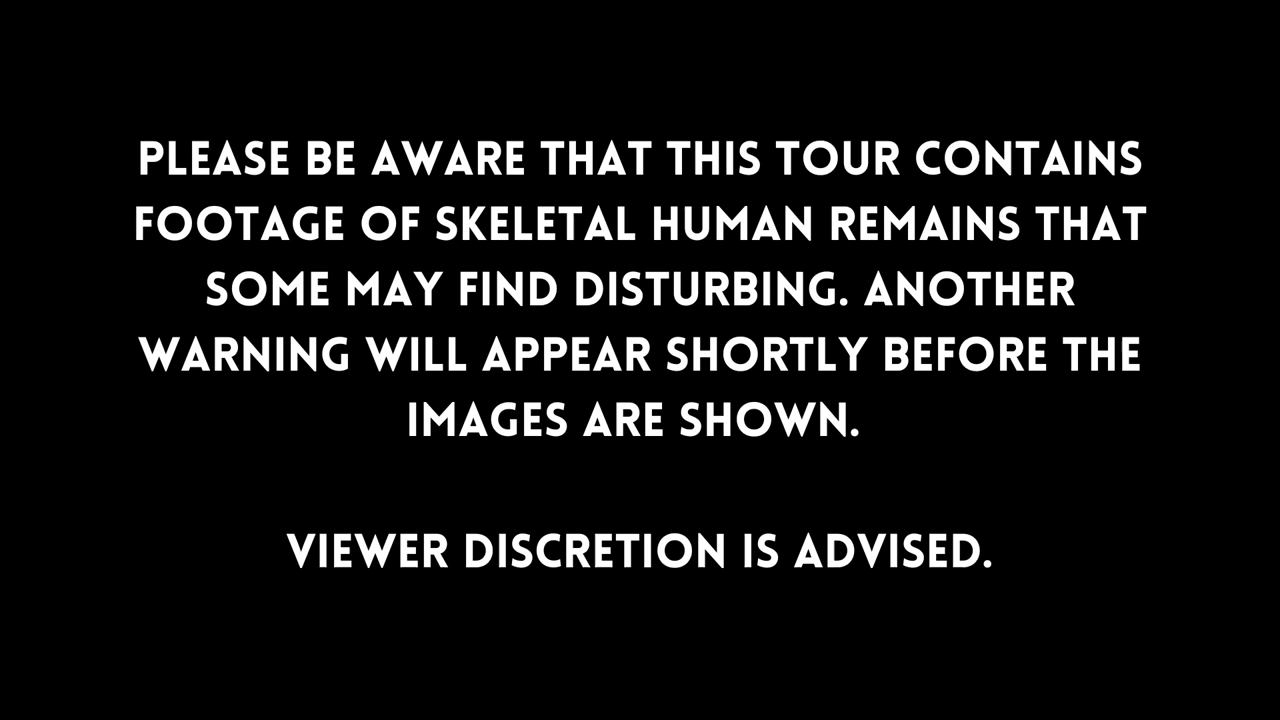 PLEASE BE AWARE THAT THIS TOUR CONTAINS
FOOTAGE OF SKELETAL HUMAN REMAINS THAT
SOME MAY FIND DISTURBING. ANOTHER
WARNING WILL APPEAR SHORTLY BEFORE THE
IMAGES ARE SHOWN.
VIEWER DISCRETION IS ADVISED.